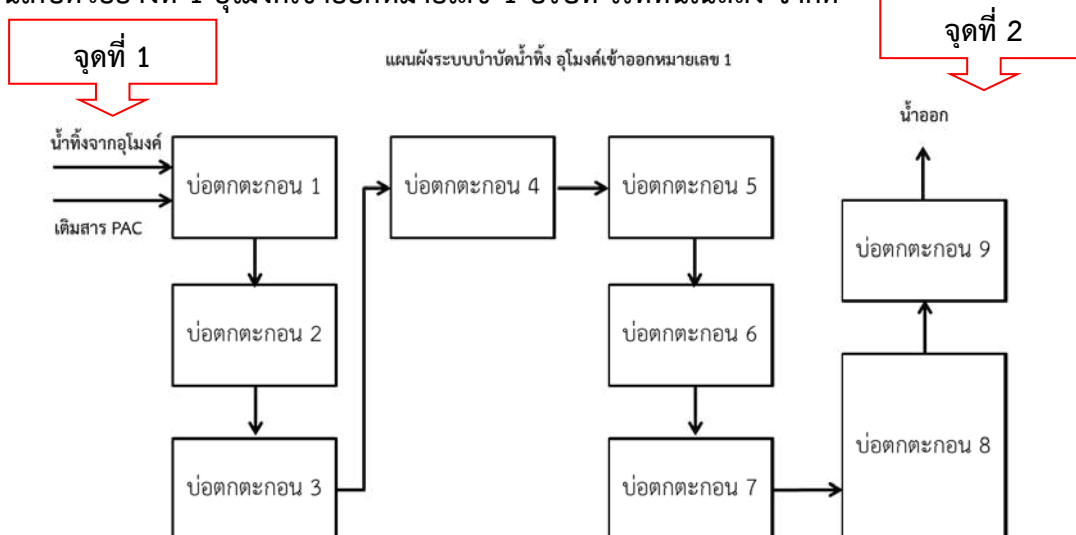 จุดที่ 1
จุดที่ 2
แผนผังระบบบำบัดน้ำทิ้ง อุโมงค์เข้าออกหมายเลข 1
น้ำทิ้งจากอุโมงค์
เติมสาร PAC
บ่อตกตะกอน 1
บ่อตกตะกอน 2
บ่อตกตะกอน 3
บ่อตกตะกอน 4
บ่อตกตะกอน 5
บ่อตกตะกอน 6
บ่อตกตะกอน 7
บ่อตกตะกอน 8
บ่อตกตะกอน 9
น้ำออก